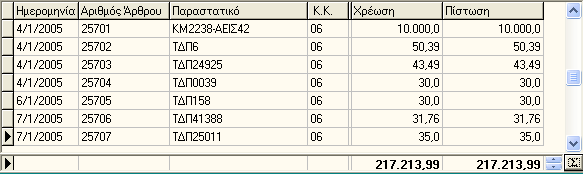 Ημερομηνία Αριθμός Άρθρου Παραστατικό Κ.Κ. Χρέωση Πίστωση
4/1/2005 25701 ΚΜ2238-ΑΕΙΣ42 06 10.000,0 10.000,0
4/1/2005 25702 ΤΔΠ6 06 50,39 50,39
4/1/2005 25703 ΤΔΠ24925 06 43,49 43,49
4/1/2005 25704 ΤΔΠ0039 06 30,0 30,0
6/1/2005 25705 ΤΔΠ158 06 30,0 30,0
7/1/2005 25706 ΤΔΠ41388 06 31,76 31,76
7/1/2005 25707 ΤΔΠ25011 06 35,0 35,0
217.213,99 217.213,99